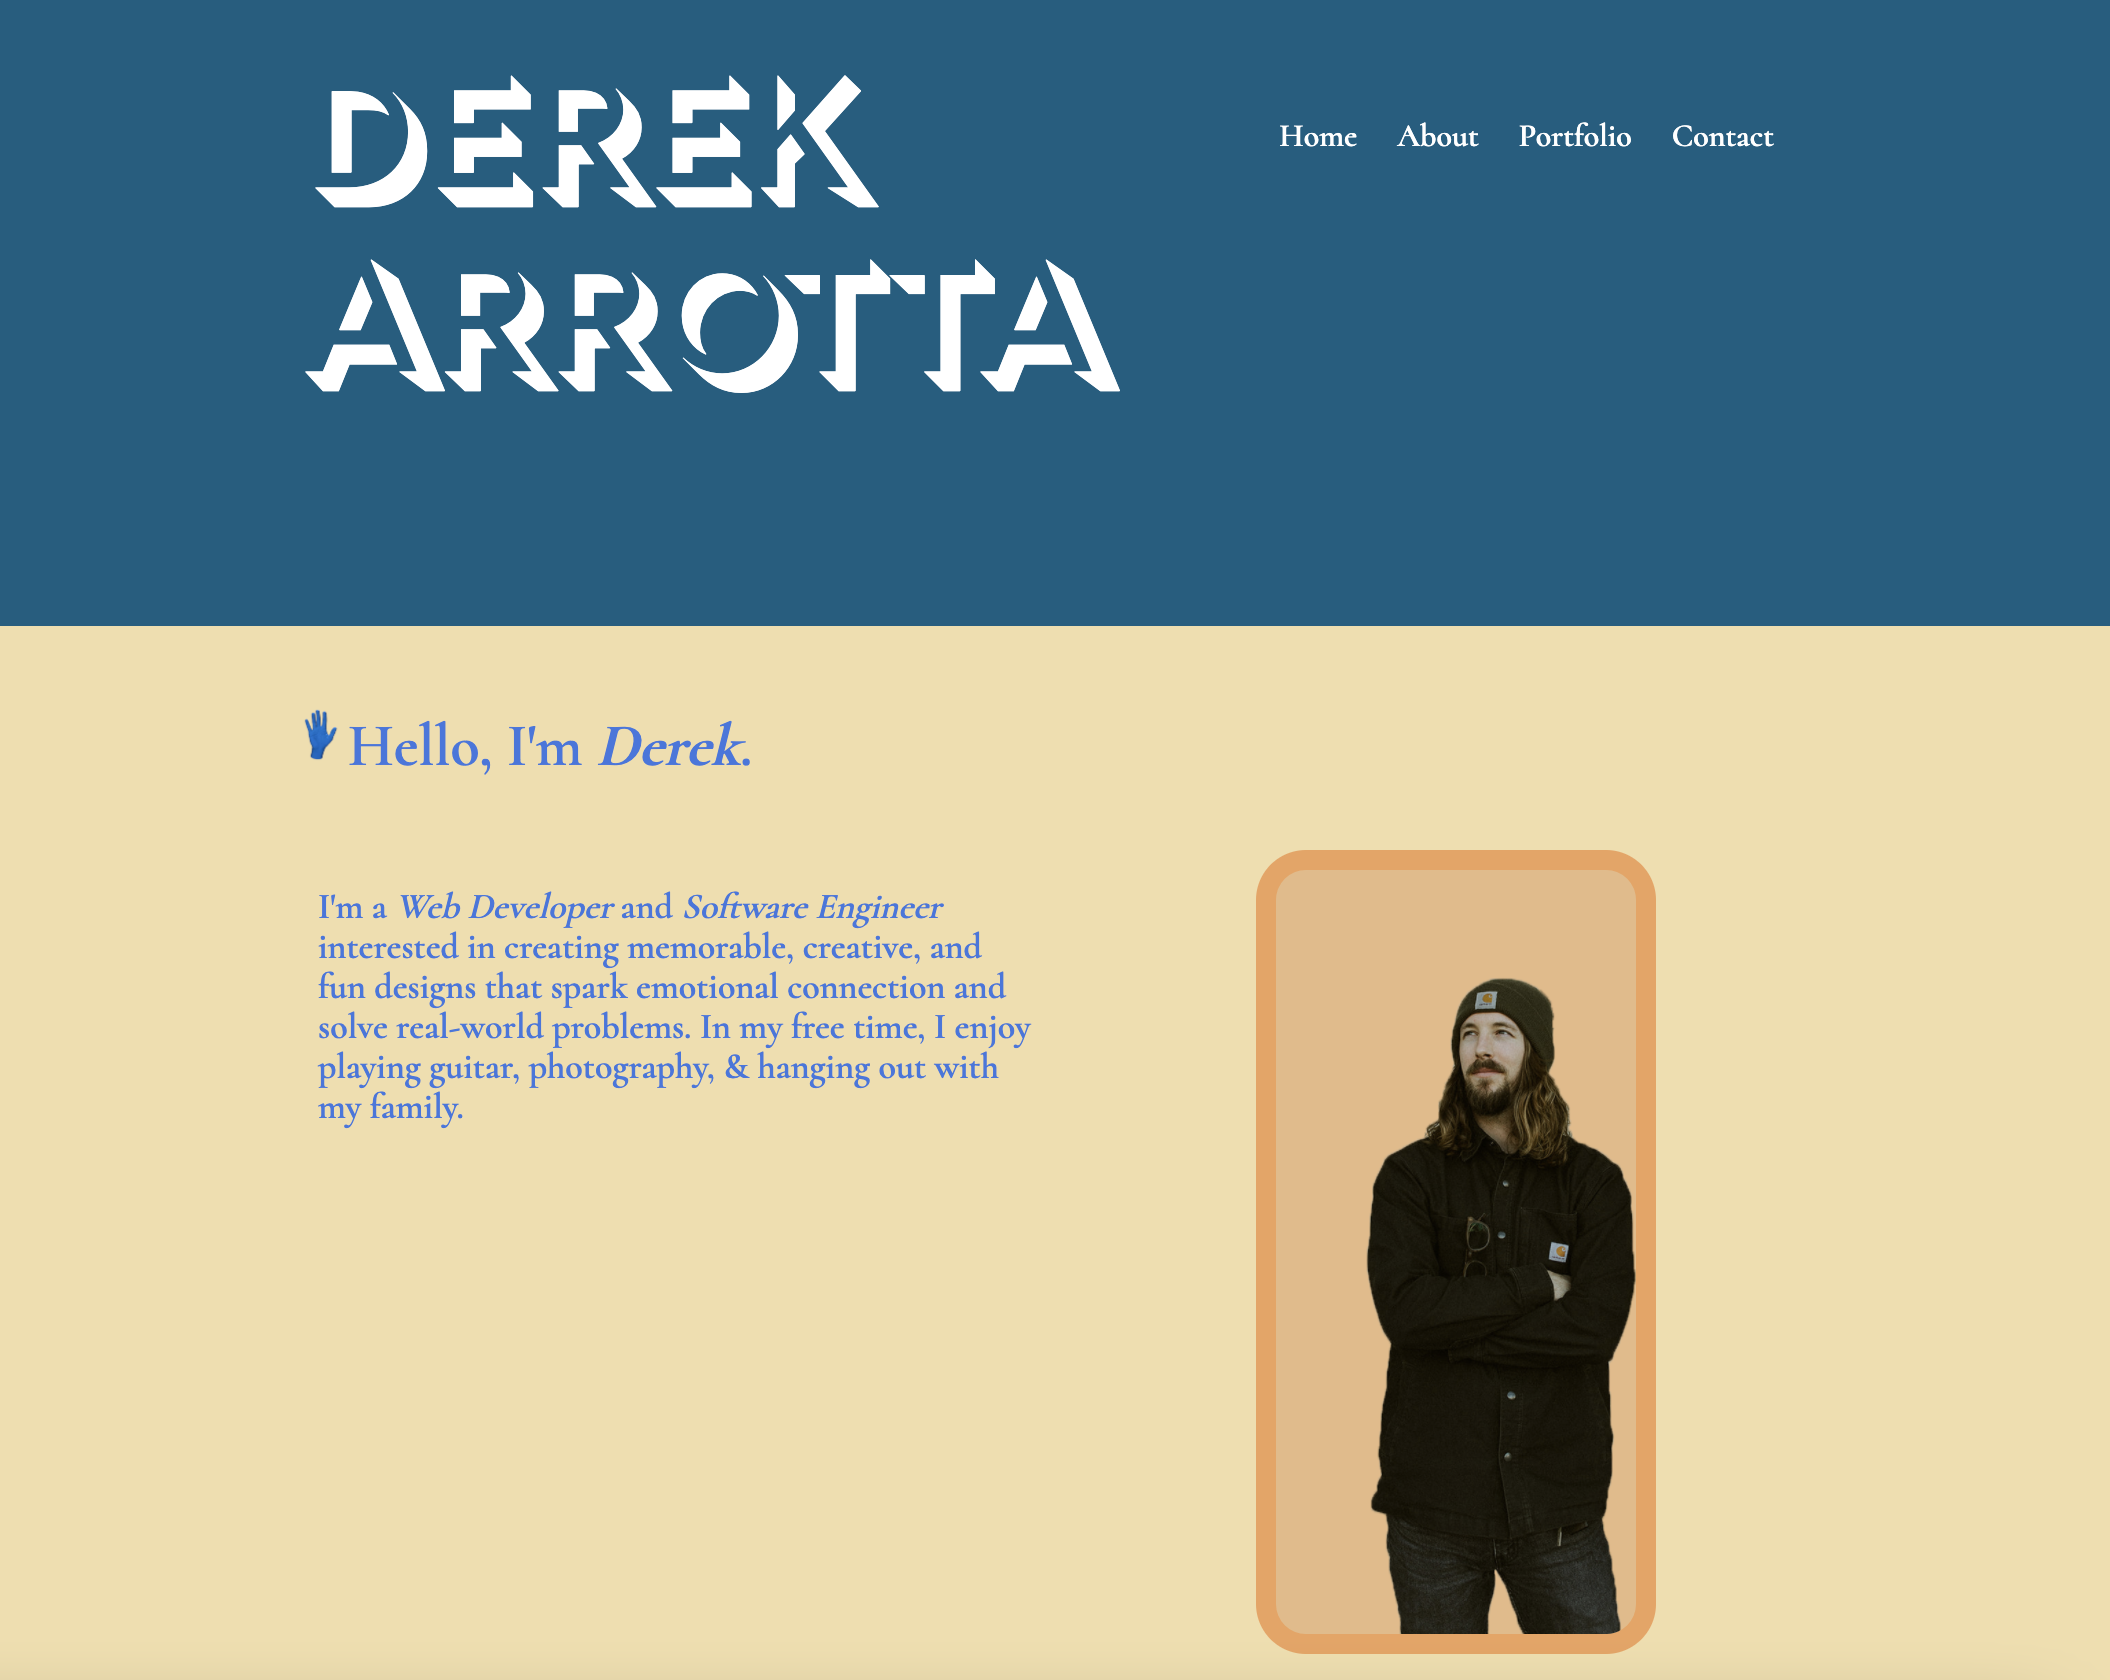 DEREK
ARROTTA
Home About Portfolio Contact
Hello, I'm Derek.
I'm a Web Developer and Software Engineer
interested in creating memorable, creative, and
fun designs that spark emotional connection and
solve real-world problems. In my free time, I enjoy
playing guitar, photography, & hanging out with
my family.